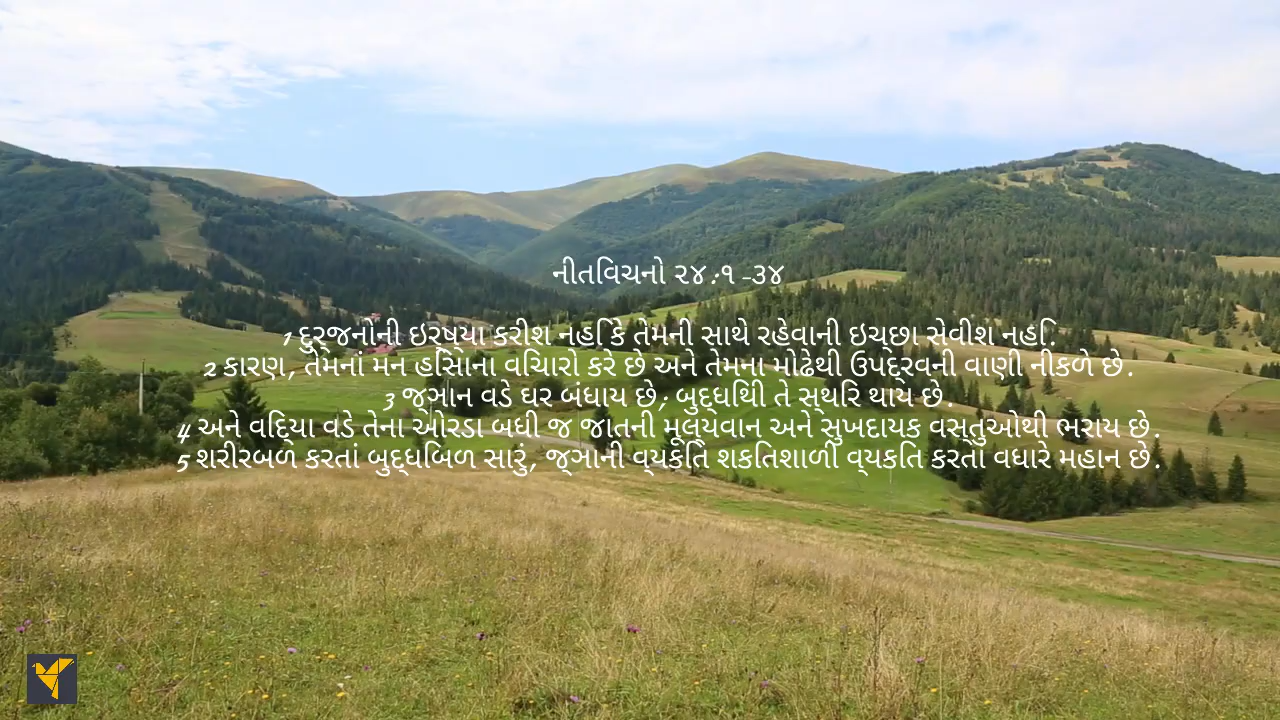 નીતિવચનો ૨૪:૧-૩૪
1 દુર્જનોની ઇર્ષ્યા કરીશ નહિ કે તેમની સાથે રહેવાની ઇચ્છા સેવીશ નહિ.
2 કારણ, તેમનાં મન હિંસાના વિચારો કરે છે અને તેમના મોઢેથી ઉપદ્રવની વાણી નીકળે છે.
3 જ્ઞાન વડે ઘર બંધાય છે; બુદ્ધિથી તે સ્થિર થાય છે.
4 અને વિદ્યા વડે તેના ઓરડા બધી જ જાતની મૂલ્યવાન અને સુખદાયક વસ્તુઓથી ભરાય છે.
5 શરીરબળ કરતાં બુદ્ધિબળ સારું, જ્ઞાની વ્યક્તિ શક્તિશાળી વ્યક્તિ કરતાં વધારે મહાન છે.